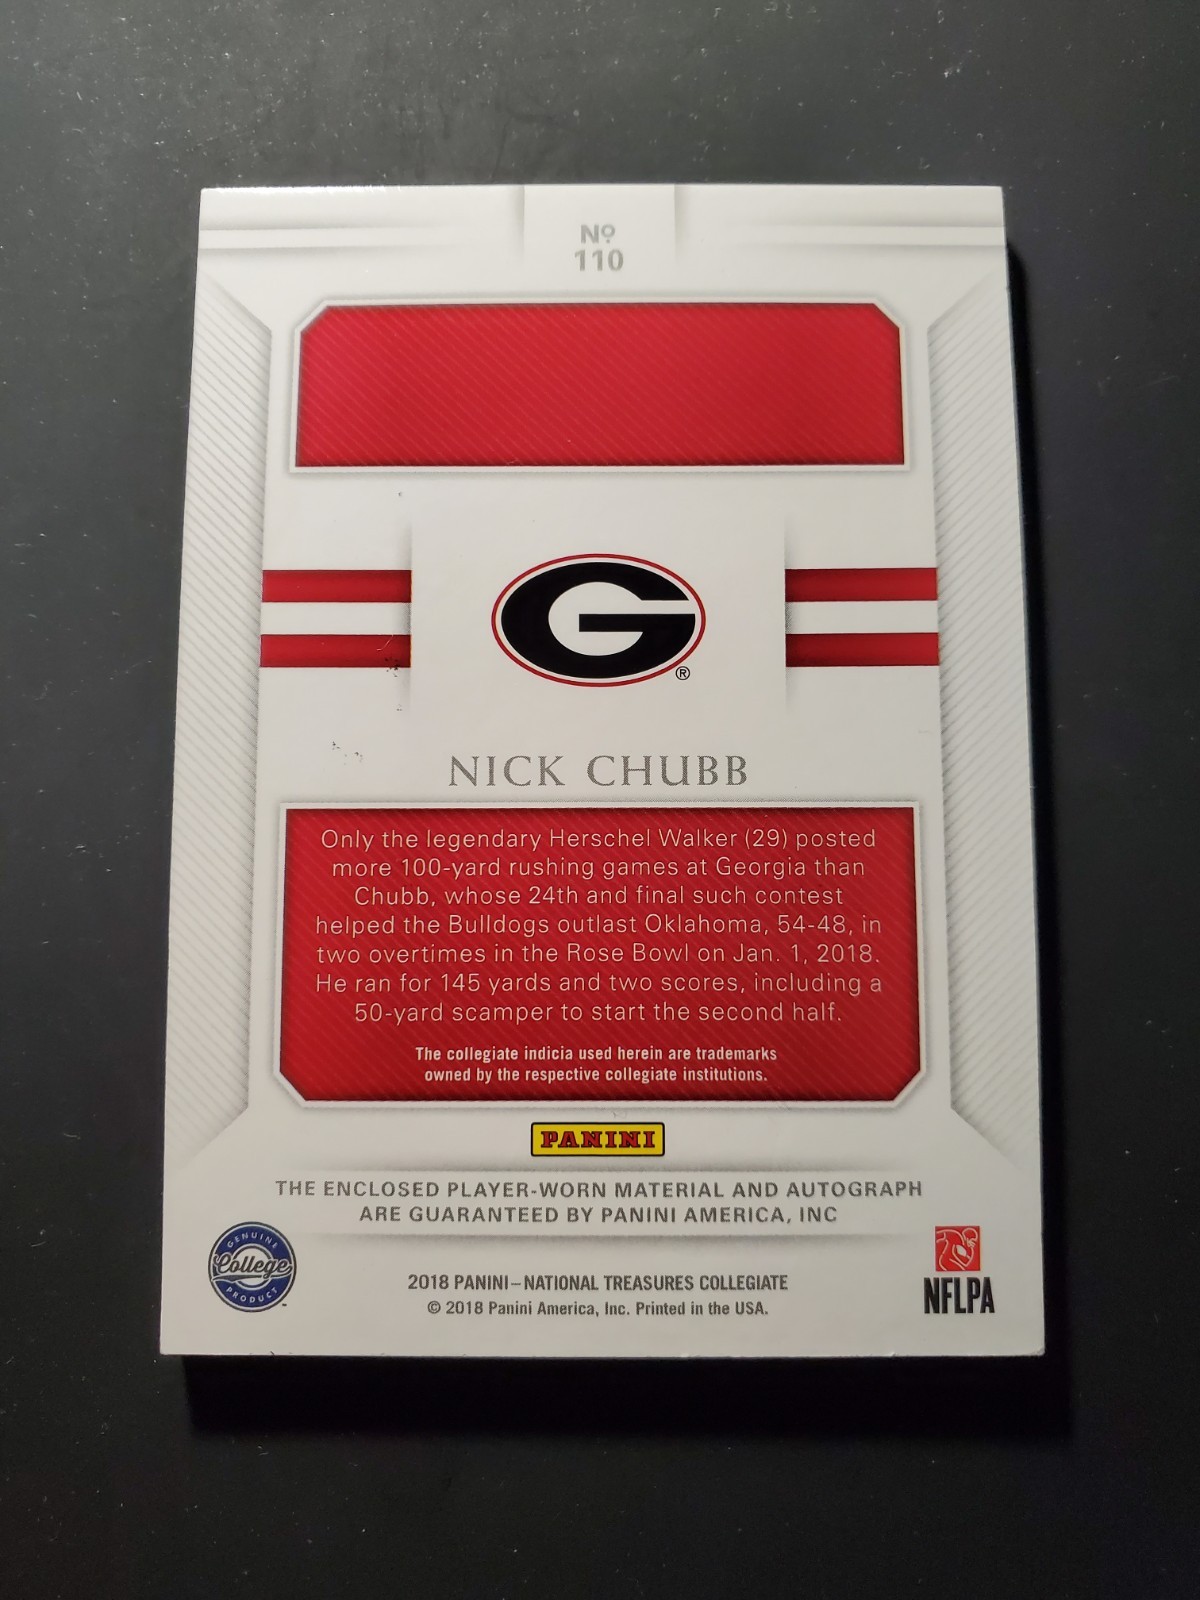 Nº
110
G
®
NICK CHUBB
Only the legendary Herschel Walker (29) posted
more 100-yard rushing games at Georgia than
Chubb, whose 24th and final such contest
helped the Bulldogs outlast Oklahoma, 54-48, in
two overtimes in the Rose Bowl on Jan. 1, 2018.
He ran for 145 yards and two scores, including a
50-yard scamper to start the second half.
The collegiate indicia used herein are trademarks
owned by the respective collegiate institutions.
PANINI
THE ENCLOSED PLAYER-WORN MATERIAL AND AUTOGRAPH
ARE GUARANTEED BY PANINI AMERICA, INC
GENUINE
College
PRODUCT
™
2018 PANINI–NATIONAL TREASURES COLLEGIATE
© 2018 Panini America, Inc. Printed in the USA.
NFLPA